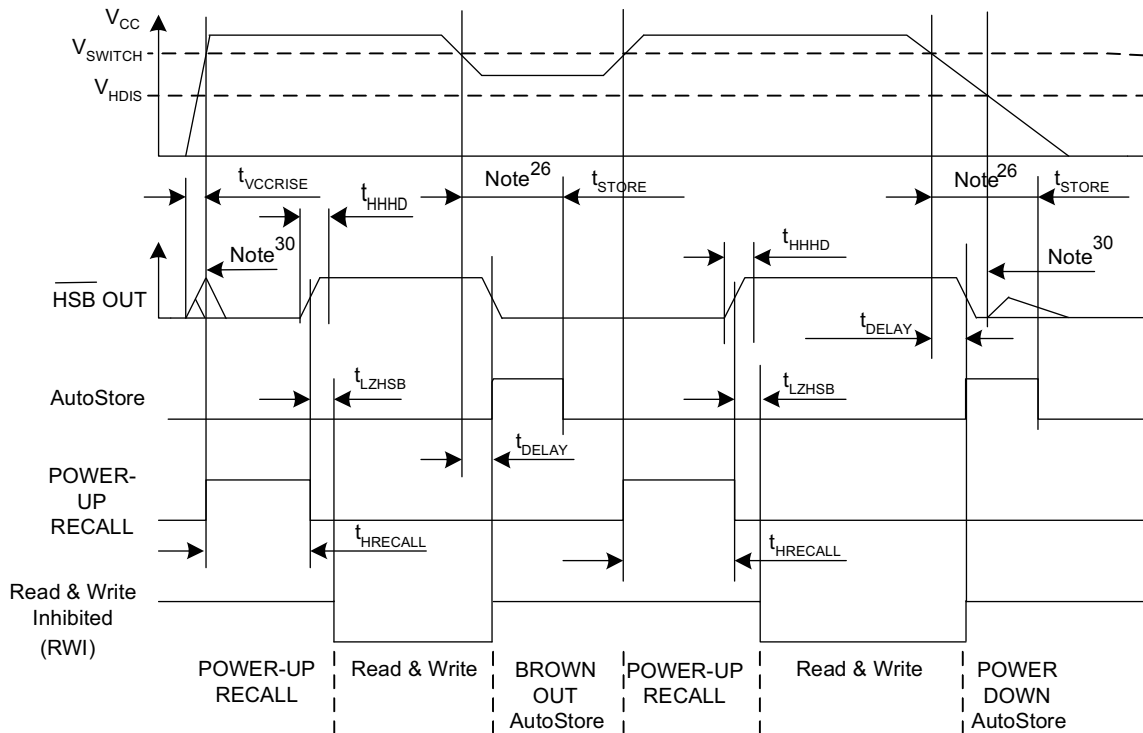 VCC
VSWITCH
VHDIS
tVCCRISE
Note26
tSTORE
Note26
tSTORE
tHHHD
Note30
tHHHD
Note30
HSB OUT
tDELAY
AutoStore
tLZHSB
tLZHSB
tDELAY
POWER-
UP
RECALL
tHRECALL
tHRECALL
Read & Write
Inhibited
(RWI)
POWER-UP
RECALL
Read & Write
BROWN
OUT
AutoStore
POWER-UP
RECALL
Read & Write
POWER
DOWN
AutoStore